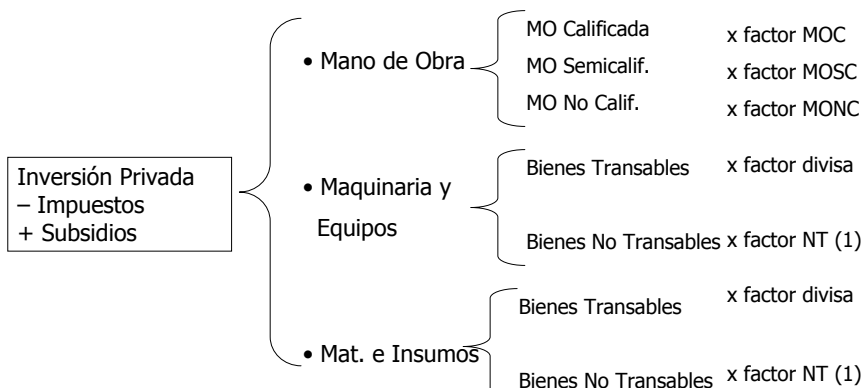 Inversión Privada
– Impuestos
+ Subsidios
• Mano de Obra
MO Calificada x factor MOC
MO Semicalif. x factor MOSC
MO No Calif. x factor MONC
• Maquinaria y
Equipos
Bienes Transables x factor divisa
Bienes No Transables x factor NT (1)
• Mat. e Insumos
Bienes Transables x factor divisa
Bienes No Transables x factor NT (1)